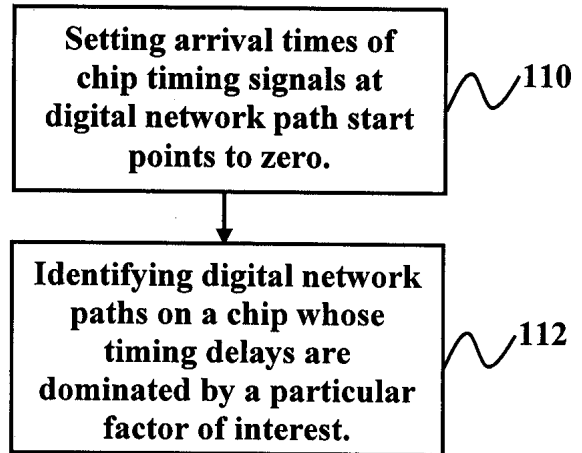 Setting arrival times of
chip timing signals at
digital network path start
points to zero.
110
Identifying digital network
paths on a chip whose
timing delays are
dominated by a particular
factor of interest.
112